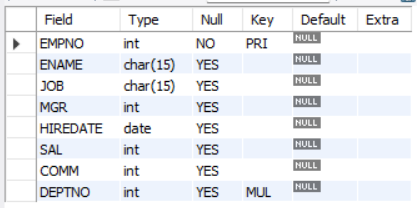 Field Type Null Key Default Extra
EMPNO int NO PRI NULL
ENAME char(15) YES NULL
JOB char(15) YES NULL
MGR int YES NULL
HIREDATE date YES NULL
SAL int YES NULL
COMM int YES NULL
DEPTNO int YES MUL NULL